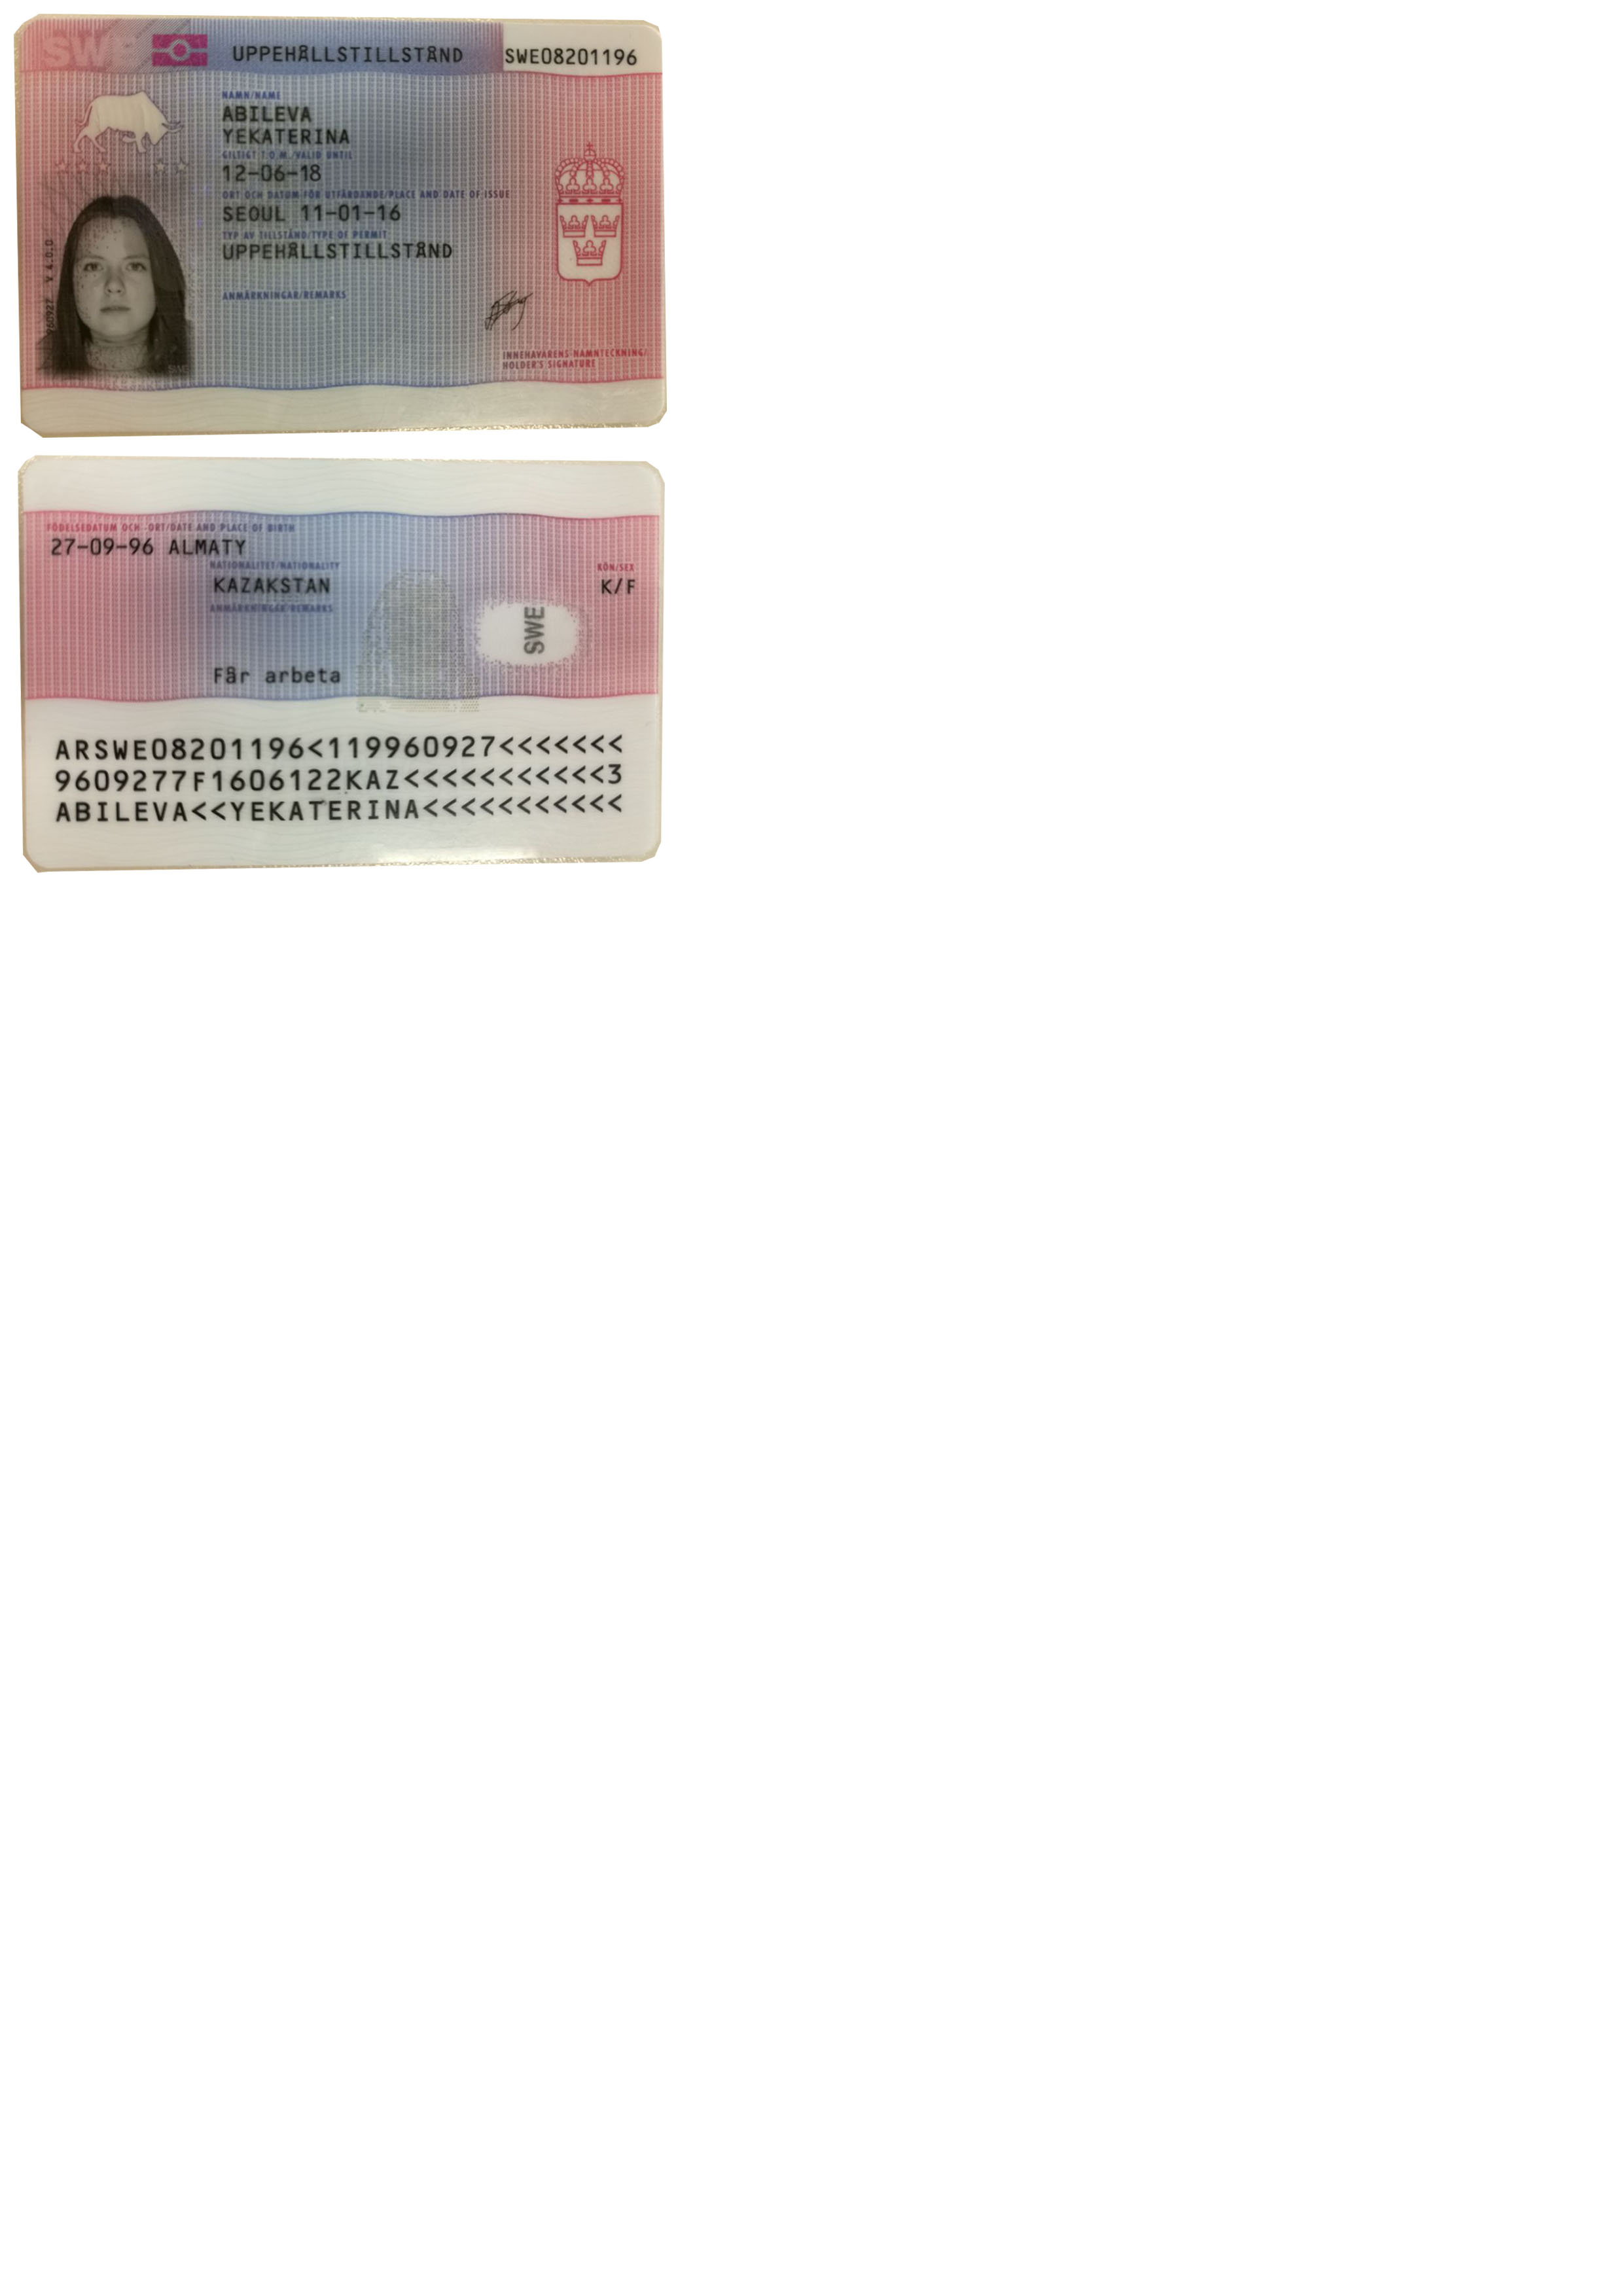 SWE
UPPEHÅLLSTILLSTÅND
SWE08201196
NAMN/NAME
ABILEVA
YEKATERINA
GILTIGT T.O.M./VALID UNTIL
12-06-18
ORT OCH DATUM FÖR UTFÄRDANDE/PLACE AND DATE OF ISSUE
SEOUL 11-01-16
TYP AV TILLSTÅND/TYPE OF PERMIT
UPPEHÅLLSTILLSTÅND
ANMÄRKNINGAR/REMARKS
960927 V 4.0.0
INNEHAVARENS NAMNTECKNING/
HOLDER'S SIGNATURE
FÖDELSEDATUM OCH -ORT/DATE AND PLACE OF BIRTH
27-09-96 ALMATY
NATIONALITET/NATIONALITY
KAZAKSTAN
KÖN/SEX
K/F
ANMÄRKNINGAR/REMARKS
SWE
Får arbeta
ARSWE08201196<119960927<<<<<<<
9609277F1606122KAZ<<<<<<<<<<<3
ABILEVA<<YEKATERINA<<<<<<<<<<<